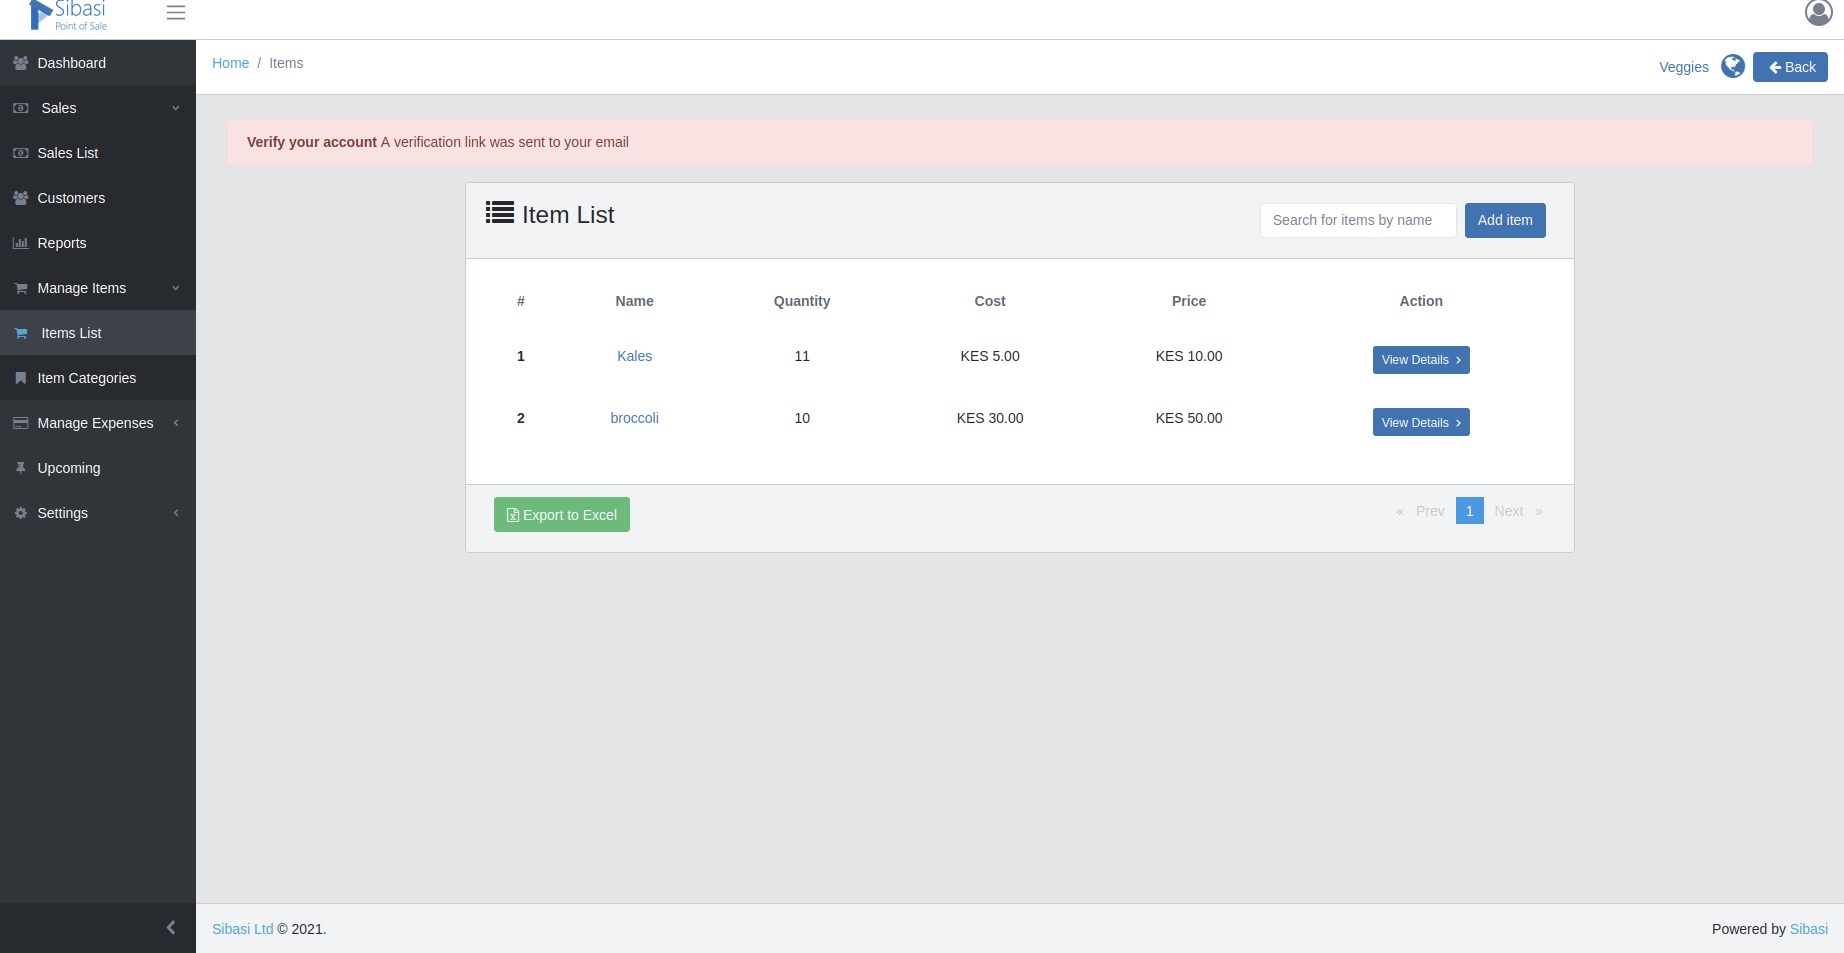 Sibasi
Point of Sale
Dashboard
Sales
Sales List
Customers
Reports
Manage Items
Items List
Item Categories
Manage Expenses
Upcoming
Settings
Home / Items
Veggies
Back
Verify your account A verification link was sent to your email
Item List
Search for items by name
Add item
# Name Quantity Cost Price Action
1 Kales 11 KES 5.00 KES 10.00 View Details
2 broccoli 10 KES 30.00 KES 50.00 View Details
Export to Excel
« Prev 1 Next »
Sibasi Ltd © 2021.
Powered by Sibasi